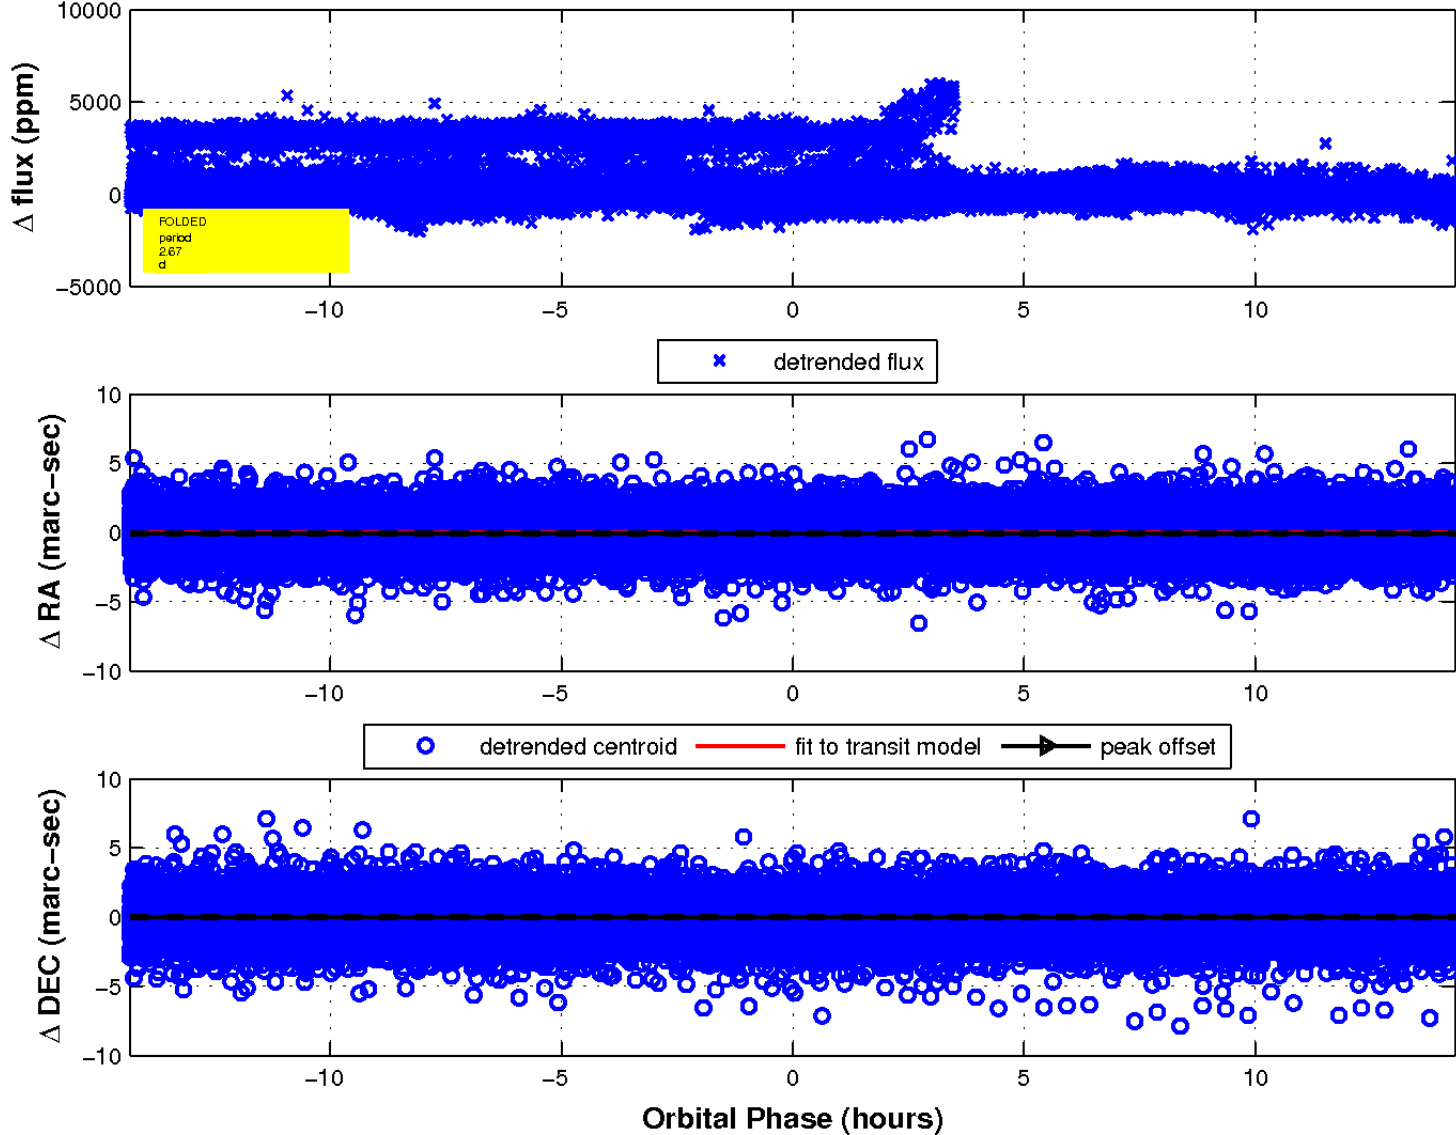 10000
5000
0
−5000
Δ flux (ppm)
FOLDED
period
2.67
d
−10 −5 0 5 10
detrended flux
10
5
0
−5
−10
Δ RA (marc−sec)
−10 −5 0 5 10
detrended centroid fit to transit model peak offset
10
5
0
−5
−10
Δ DEC (marc−sec)
−10 −5 0 5 10
Orbital Phase (hours)